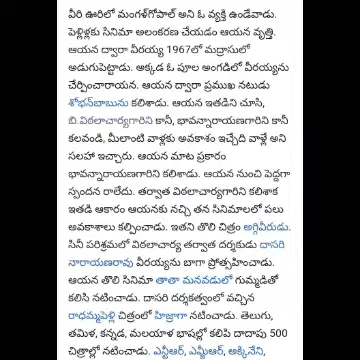 వీరి ఊరిలో మంగళ్‌గోపాల్ అని ఓ వ్యక్తి ఉండేవాడు.
పెళ్లిళ్లకు సినిమా అలంకరణ చేయడం ఆయన వృత్తి.
ఆయన ద్వారా వీరయ్య 1967లో మద్రాసులో
అడుగుపెట్టాడు. అక్కడ ఓ పూల అంగడిలో వీరయ్యను
చేర్పించారాయన. ఆయన ద్వారా ప్రముఖ నటుడు
శోభన్‌బాబును కలిశాడు. ఆయన ఇతడిని చూసి,
బి.విఠలాచార్యగారిని కానీ, భావన్నారాయణగారిని కానీ
కలవండి, మీలాంటి వాళ్లకు అవకాశం ఇచ్చేది వాళ్లే అని
సలహా ఇచ్చారు. ఆయన మాట ప్రకారం
భావన్నారాయణగారిని కలిశాడు. ఆయన నుంచి పెద్దగా
స్పందన రాలేదు. తర్వాత విఠలాచార్యగారిని కలిశాక
ఇతడి ఆకారం ఆయనకు నచ్చి తన సినిమాలలో పలు
అవకాశాలు కల్పించాడు. ఇతని తొలి చిత్రం అగ్గివీరుడు.
సినీ పరిశ్రమలో విఠలాచార్య తర్వాత దర్శకుడు దాసరి
నారాయణరావు వీరయ్యను బాగా ప్రోత్సహించాడు.
ఆయన తొలి సినిమా తాతా మనవడులో గుమ్మడితో
కలిసి నటించాడు. దాసరి దర్శకత్వంలో వచ్చిన
రాధమ్మపెళ్లి చిత్రంలో హిజ్రాగా నటించాడు. తెలుగు,
తమిళ, కన్నడ, మలయాళ భాషల్లో కలిపి దాదాపు 500
చిత్రాల్లో నటించాడు. ఎన్టీఆర్, ఎమ్జీఆర్, అక్కినేని,